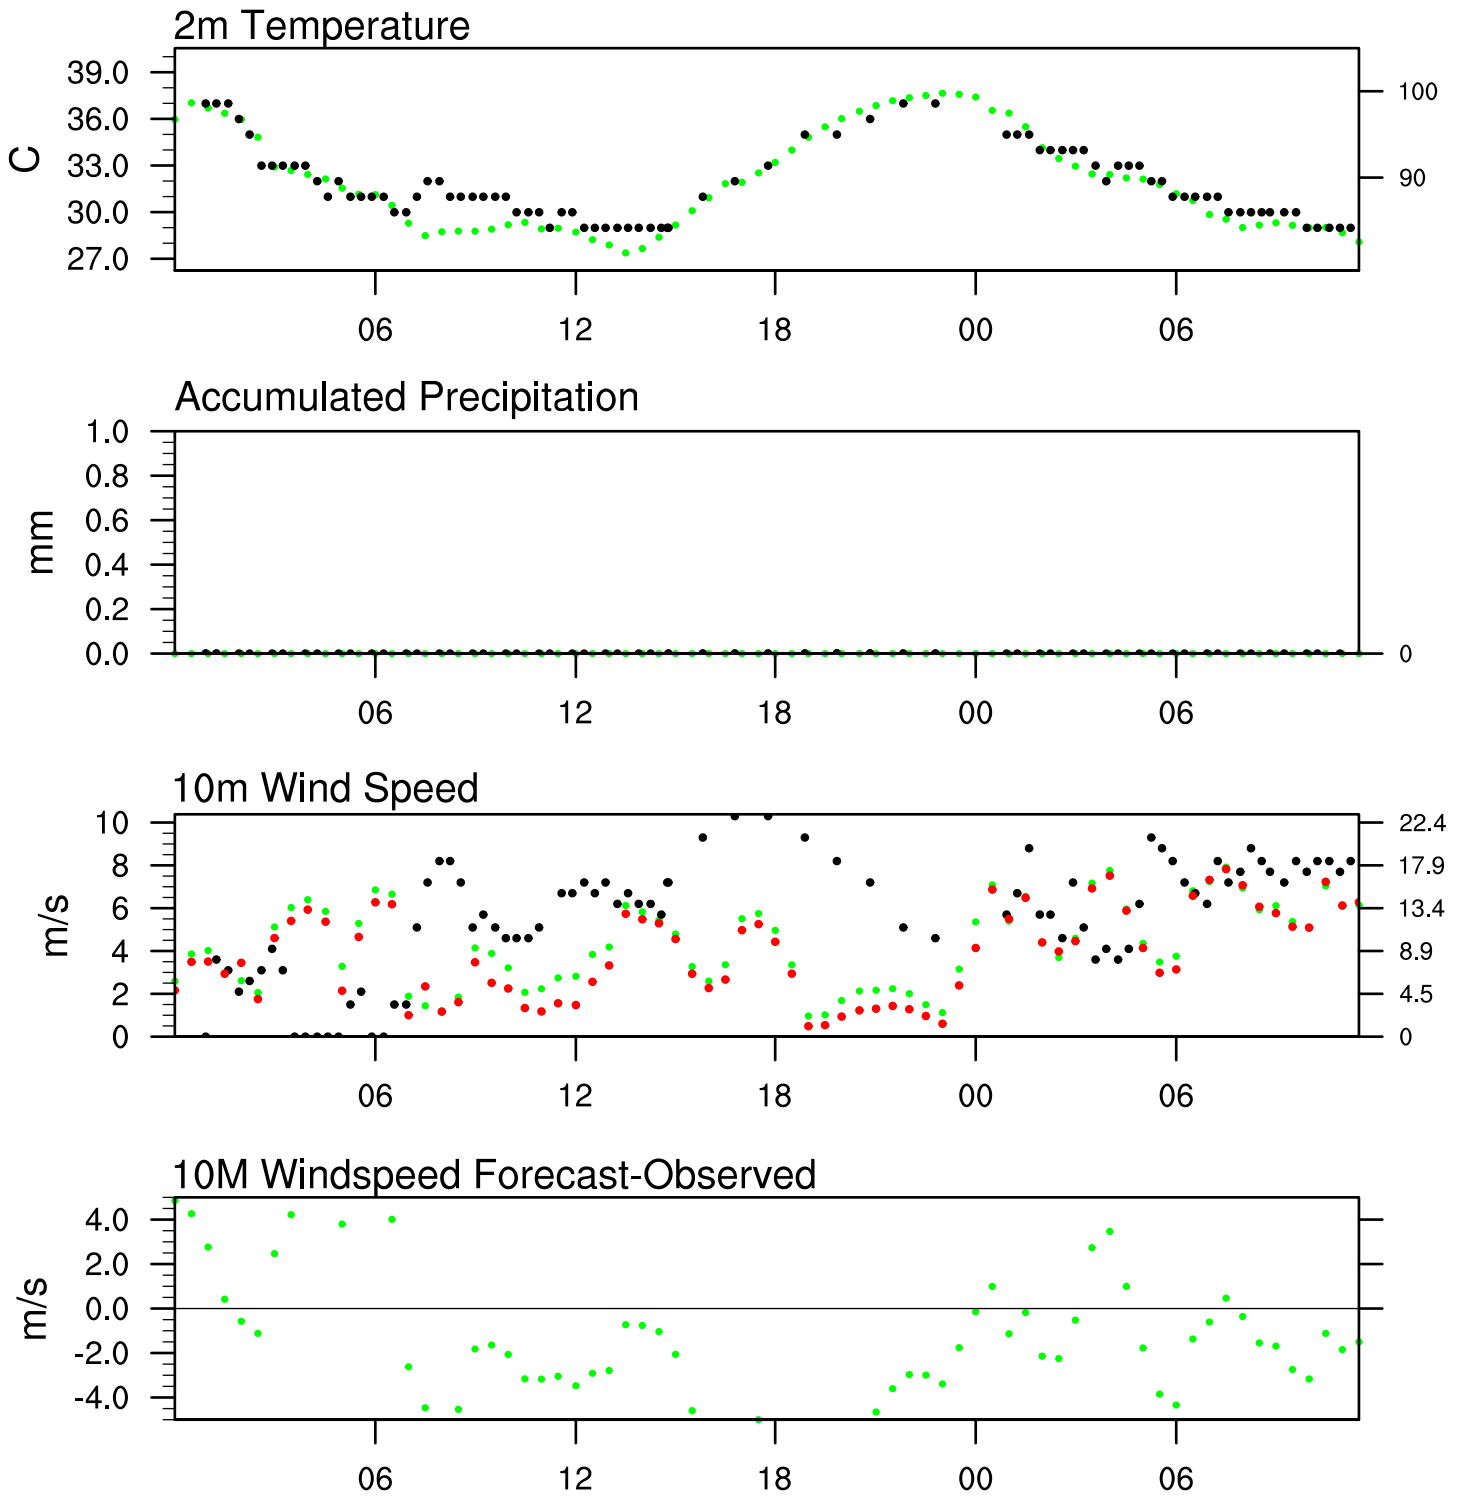 2m Temperature
39.0
36.0
33.0
30.0
27.0
C
100
90
06 12 18 00 06
Accumulated Precipitation
1.0
0.8
0.6
0.4
0.2
0.0
mm
0
06 12 18 00 06
10m Wind Speed
10
8
6
4
2
0
m/s
22.4
17.9
13.4
8.9
4.5
0
06 12 18 00 06
10M Windspeed Forecast-Observed
4.0
2.0
0.0
-2.0
-4.0
m/s
06 12 18 00 06